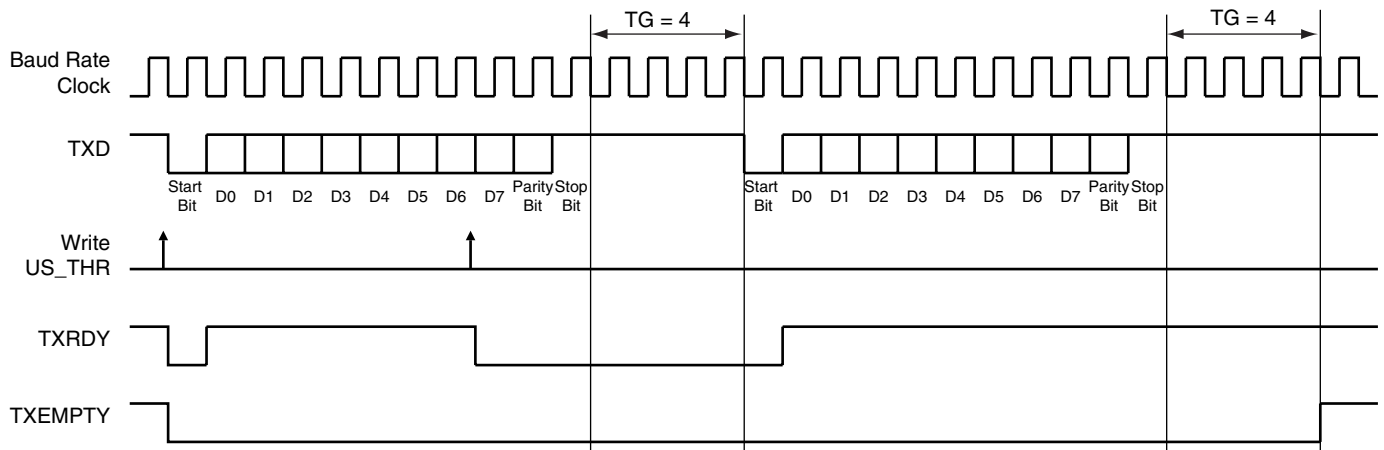 TG = 4
TG = 4
Baud Rate
Clock
TXD
Start
Bit
D0
D1
D2
D3
D4
D5
D6
D7
Parity
Bit
Stop
Bit
Start
Bit
D0
D1
D2
D3
D4
D5
D6
D7
Parity
Bit
Stop
Bit
Write
US_THR
TXRDY
TXEMPTY